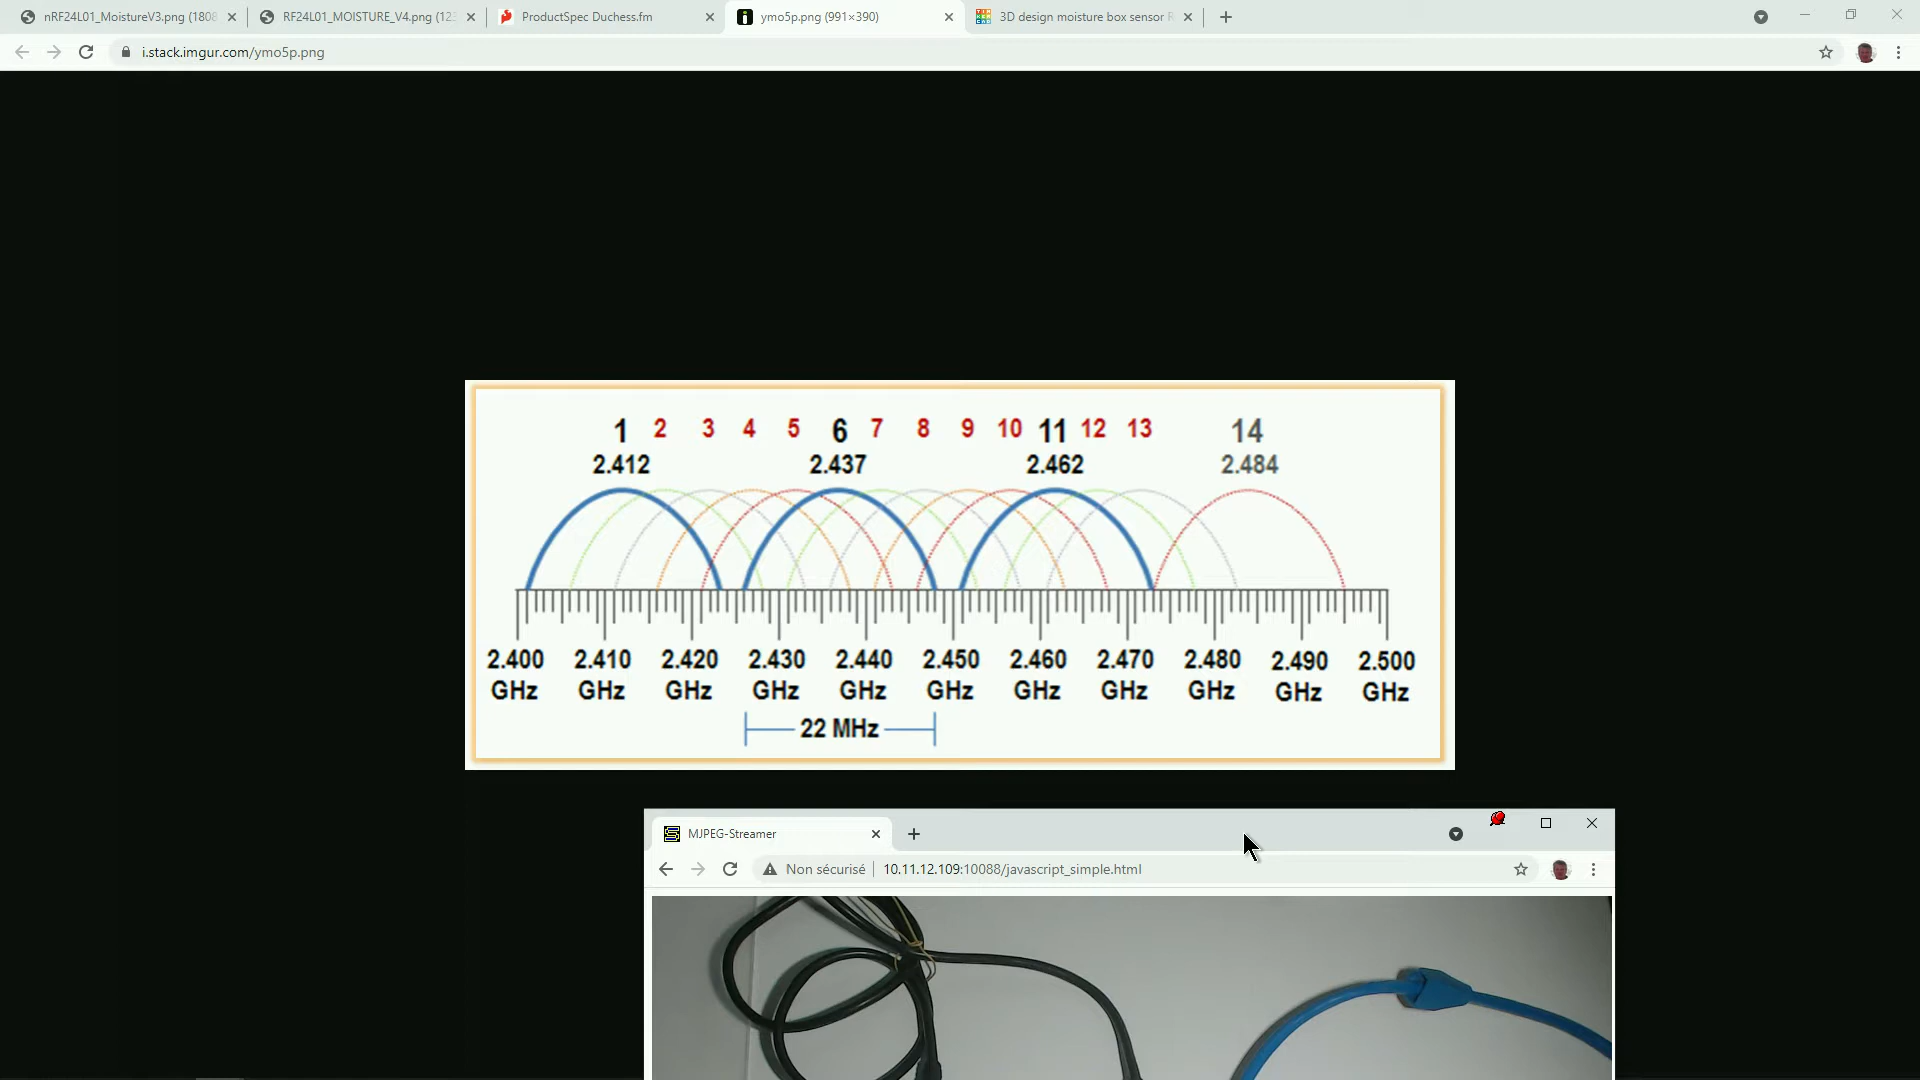 nRF24L01_MoistureV3.png (1808
RF24L01_MOISTURE_V4.png (123
ProductSpec Duchess.fm
ymo5p.png (991×390)
3D design moisture box sensor R
i.stack.imgur.com/ymo5p.png
1 2 3 4 5 6 7 8 9 10 11 12 13 14
2.412 2.437 2.462 2.484
2.400 2.410 2.420 2.430 2.440 2.450 2.460 2.470 2.480 2.490 2.500
GHz GHz GHz GHz GHz GHz GHz GHz GHz GHz GHz
22 MHz
MJPEG-Streamer
Non sécurisé 10.11.12.109:10088/javascript_simple.html